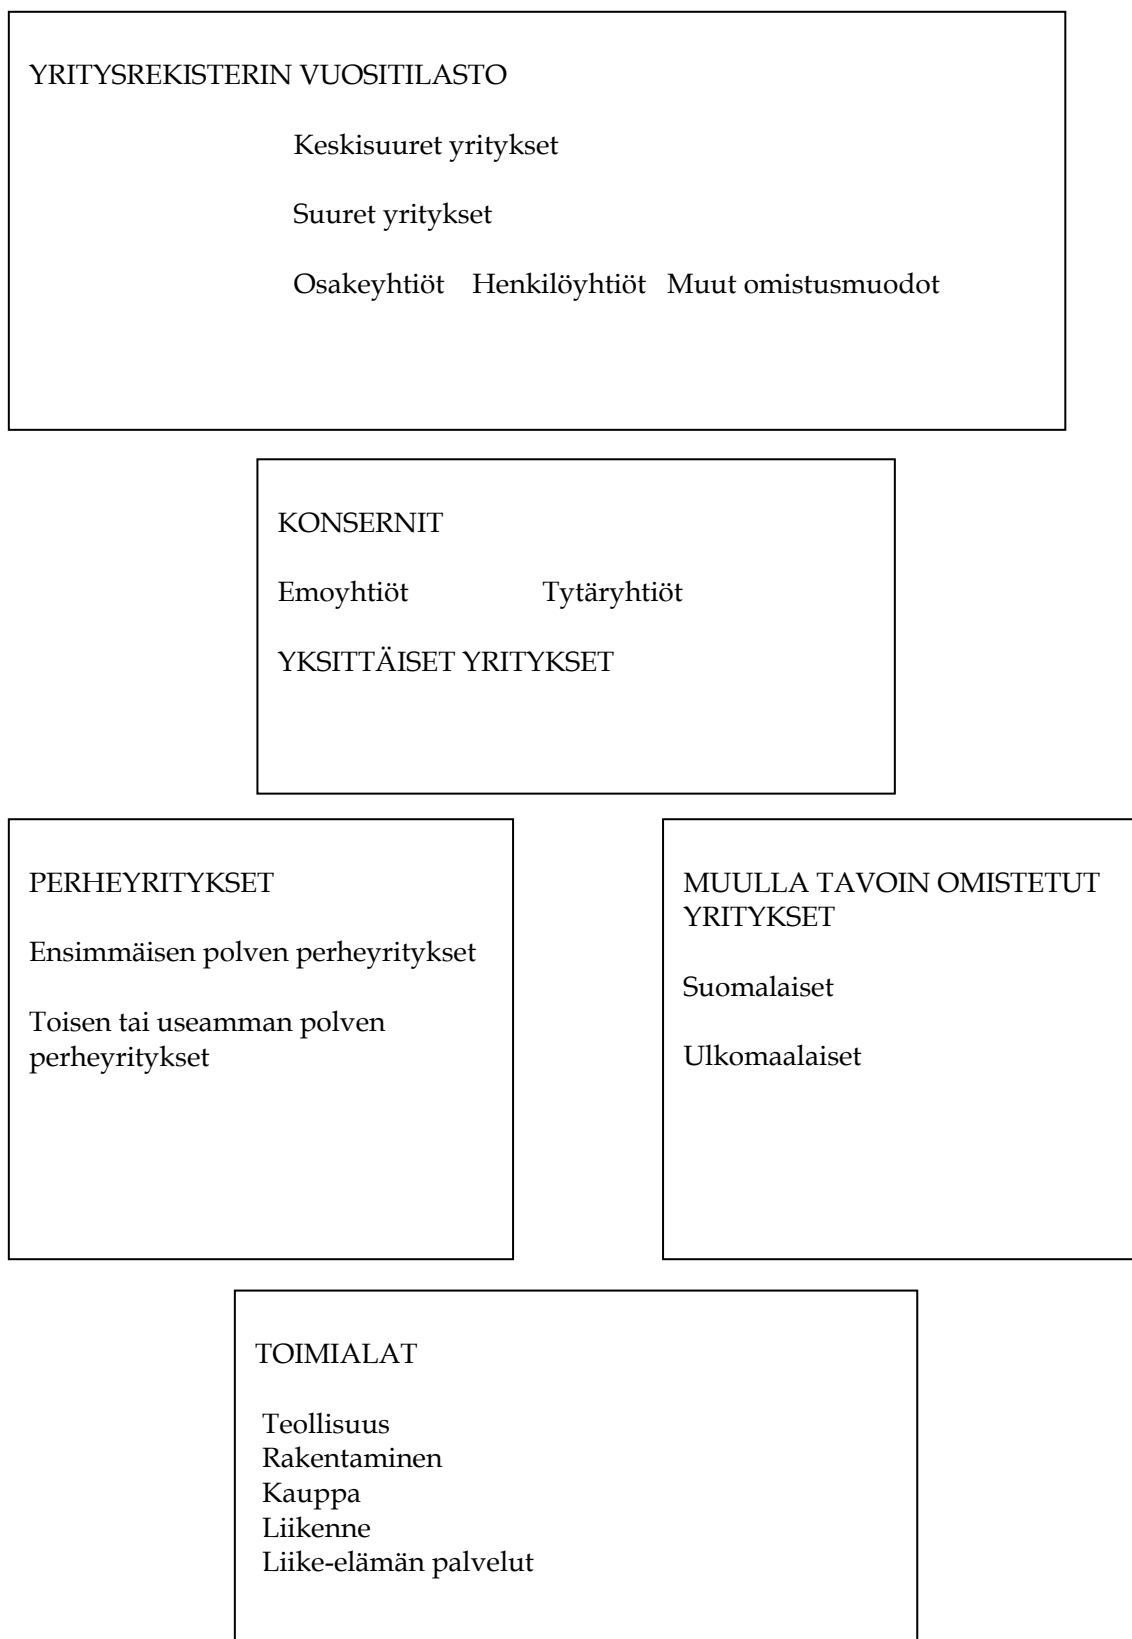 YRITYSREKISTERIN VUOSITILASTO
Keskisuuret yritykset
Suuret yritykset
Osakeyhtiöt Henkilöyhtiöt Muut omistusmuodot
KONSERNIT
Emoyhtiöt Tytäryhtiöt
YKSITTÄISET YRITYKSET
PERHEYRITYKSET
Ensimmäisen polven perheyritykset
Toisen tai useamman polven
perheyritykset
MUULLA TAVOIN OMISTETUT
YRITYKSET
Suomalaiset
Ulkomaalaiset
TOIMIALAT
Teollisuus
Rakentaminen
Kauppa
Liikenne
Liike-elämän palvelut